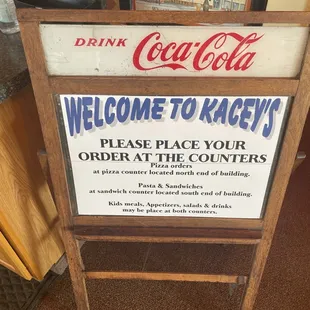 DRINK Coca-Cola
WELCOME TO KACEY'S
PLEASE PLACE YOUR
ORDER AT THE COUNTERS
Pizza orders
at pizza counter located north end of building.
Pasta & Sandwiches
at sandwich counter located south end of building.
Kids meals, Appetizers, salads & drinks
may be place at both counters.